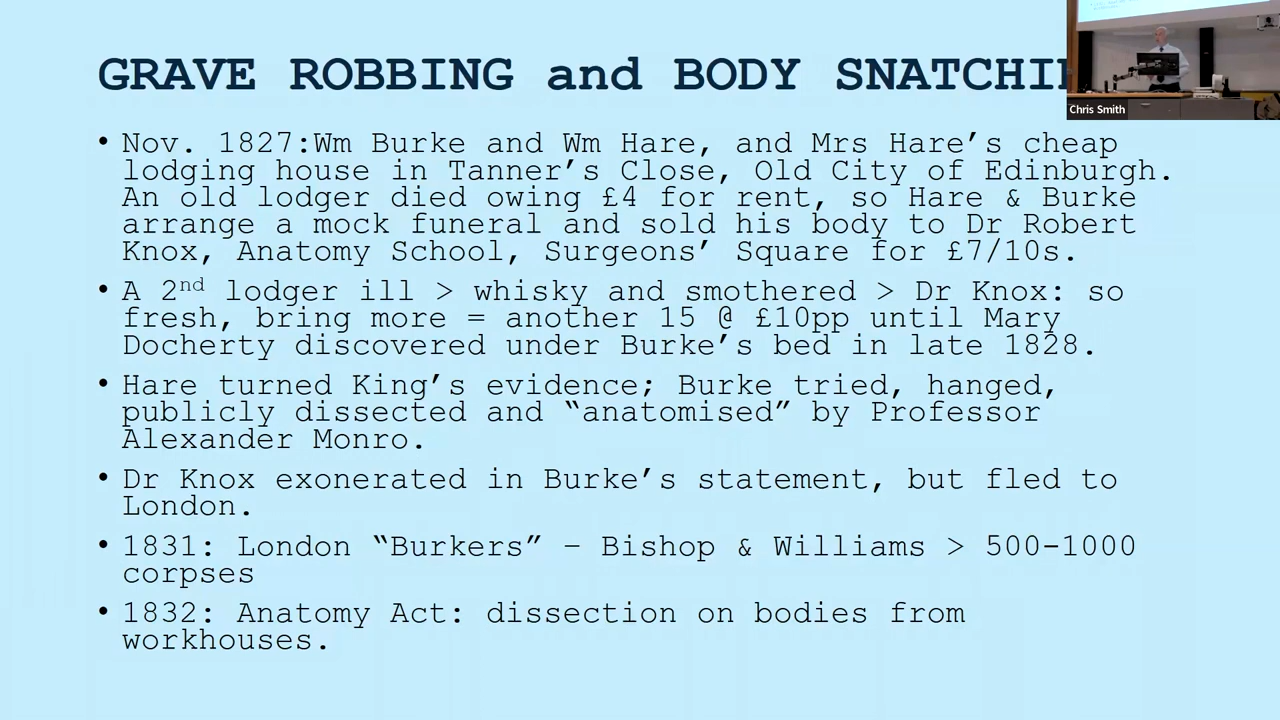 GRAVE ROBBING and BODY SNATCHI
Chris Smith
• Nov. 1827:Wm Burke and Wm Hare, and Mrs Hare’s cheap
lodging house in Tanner’s Close, Old City of Edinburgh.
An old lodger died owing £4 for rent, so Hare & Burke
arrange a mock funeral and sold his body to Dr Robert
Knox, Anatomy School, Surgeons’ Square for £7/10s.
• A 2nd lodger ill > whisky and smothered > Dr Knox: so
fresh, bring more = another 15 @ £10pp until Mary
Docherty discovered under Burke’s bed in late 1828.
• Hare turned King’s evidence; Burke tried, hanged,
publicly dissected and “anatomised” by Professor
Alexander Monro.
• Dr Knox exonerated in Burke’s statement, but fled to
London.
• 1831: London “Burkers” – Bishop & Williams > 500-1000
corpses
• 1832: Anatomy Act: dissection on bodies from
workhouses.